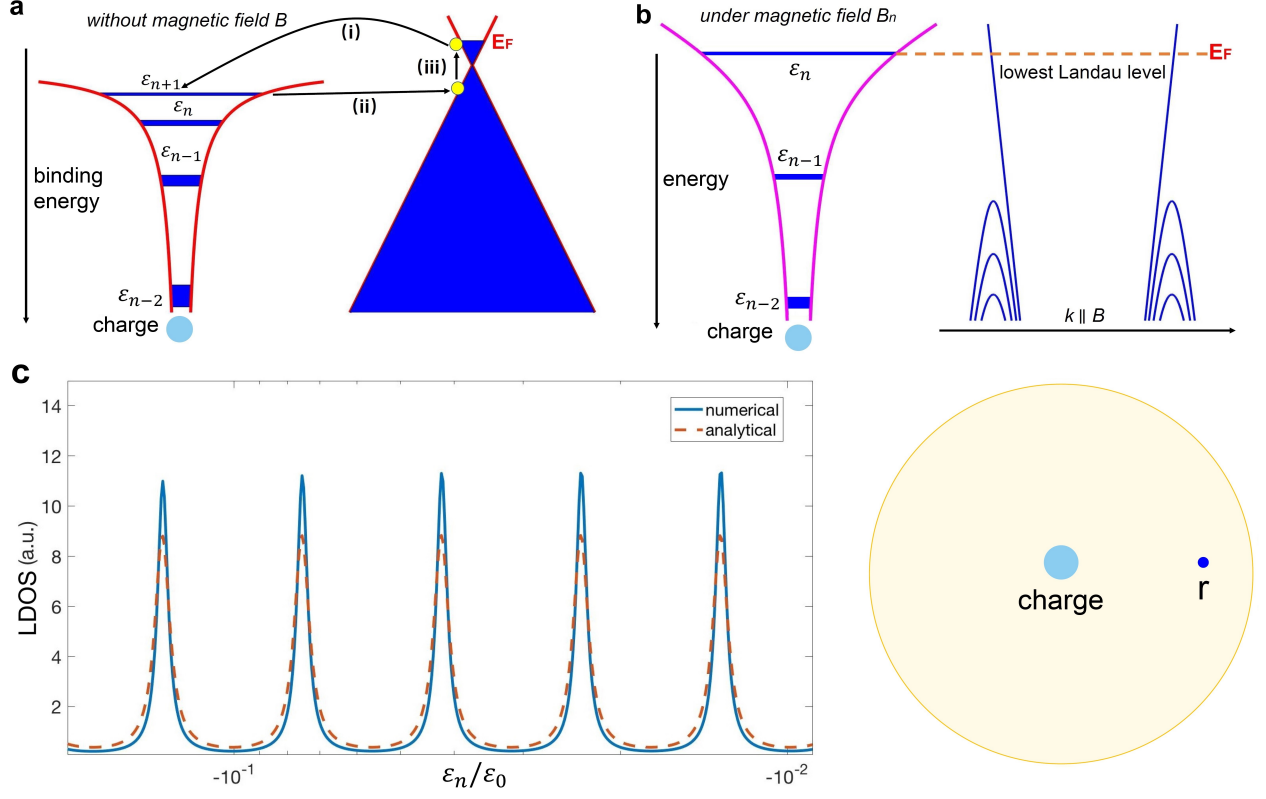 a
without magnetic field B
(i)
E_F
(iii)
ε_{n+1}
ε_n
(ii)
ε_{n−1}
binding
energy
ε_{n−2}
charge
b
under magnetic field B_n
E_F
ε_n
lowest Landau level
ε_{n−1}
energy
ε_{n−2}
charge
k ∥ B
c
14
12
10
8
6
4
2
LDOS (a.u.)
numerical
analytical
-10^{-1}
ε_n/ε_0
-10^{-2}
charge
r